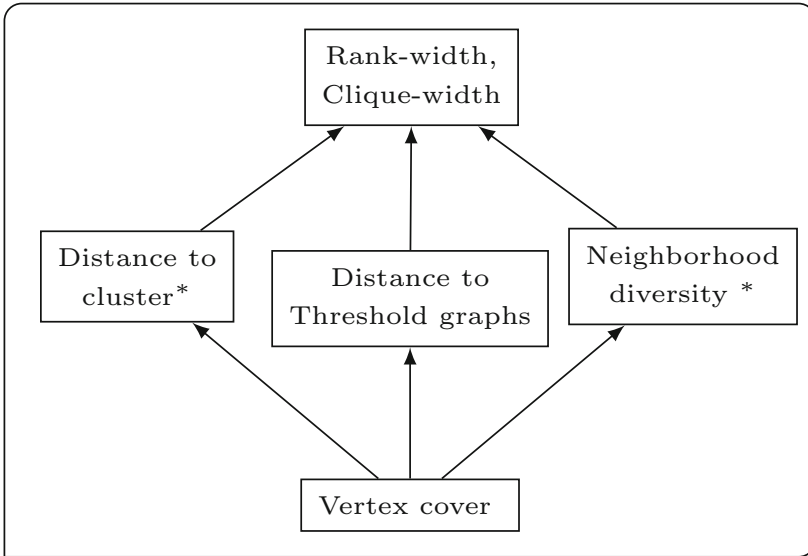 Rank-width,
Clique-width
Distance to
cluster*
Distance to
Threshold graphs
Neighborhood
diversity *
Vertex cover